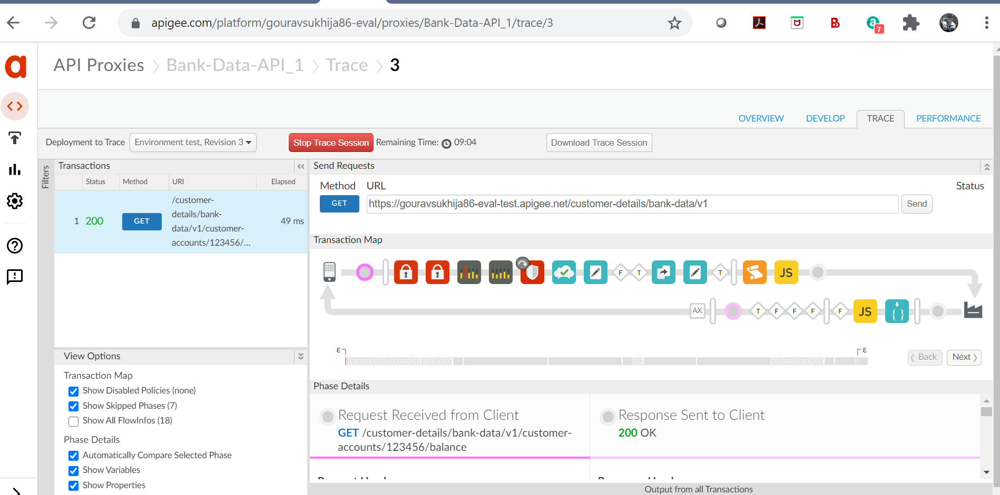 apigee.com/platform/gouravsukhija86-eval/proxies/Bank-Data-API_1/trace/3
B
a
7
a
API Proxies > Bank-Data-API_1 > Trace > 3
OVERVIEW DEVELOP TRACE PERFORMANCE
Deployment to Trace Environment test, Revision 3 Stop Trace Session Remaining Time: 09:04 Download Trace Session
Filters
Transactions
Status Method URI Elapsed
1 200 GET
/customer-
details/bank-
data/v1/customer-
accounts/123456/...
49 ms
Send Requests
Method URL Status
GET https://gouravsukhija86-eval-test.apigee.net/customer-details/bank-data/v1 Send
Transaction Map
F T T JS
AX T F F F F JS { }
ε ε
Back Next
View Options
Transaction Map
Show Disabled Policies (none)
Show Skipped Phases (7)
Show All FlowInfos (18)
Phase Details
Automatically Compare Selected Phase
Show Variables
Show Properties
Phase Details
Request Received from Client
GET /customer-details/bank-data/v1/customer-
accounts/123456/balance
Response Sent to Client
200 OK
Output from all Transactions